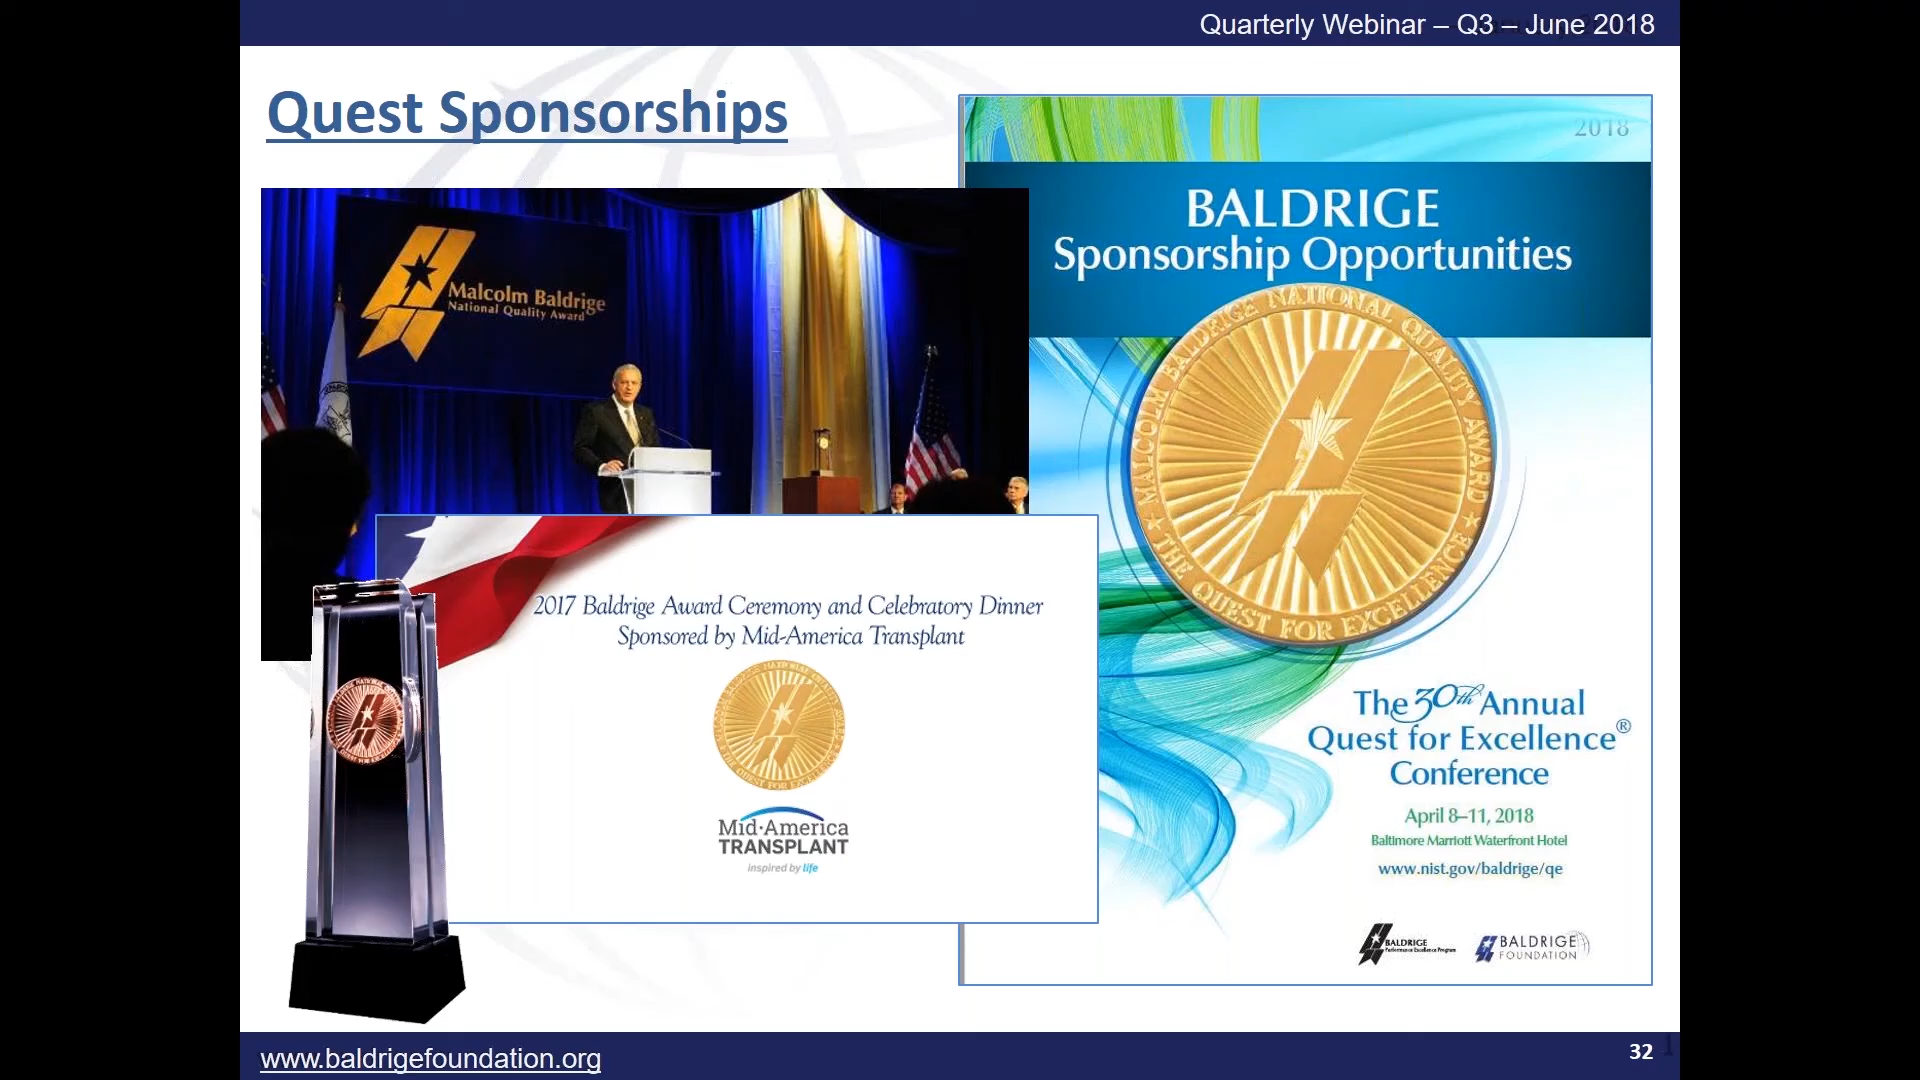 Quarterly Webinar – Q3 – June 2018
Quest Sponsorships
Malcolm Baldrige
National Quality Award
2018
BALDRIGE
Sponsorship Opportunities
MALCOLM BALDRIGE NATIONAL QUALITY AWARD
★ THE QUEST FOR EXCELLENCE ★
The 30th Annual
Quest for Excellence®
Conference
April 8–11, 2018
Baltimore Marriott Waterfront Hotel
www.nist.gov/baldrige/qe
BALDRIGE
Performance Excellence Program
BALDRIGE
FOUNDATION
2017 Baldrige Award Ceremony and Celebratory Dinner
Sponsored by Mid-America Transplant
Mid·America
TRANSPLANT
inspired by life
www.baldrigefoundation.org
32